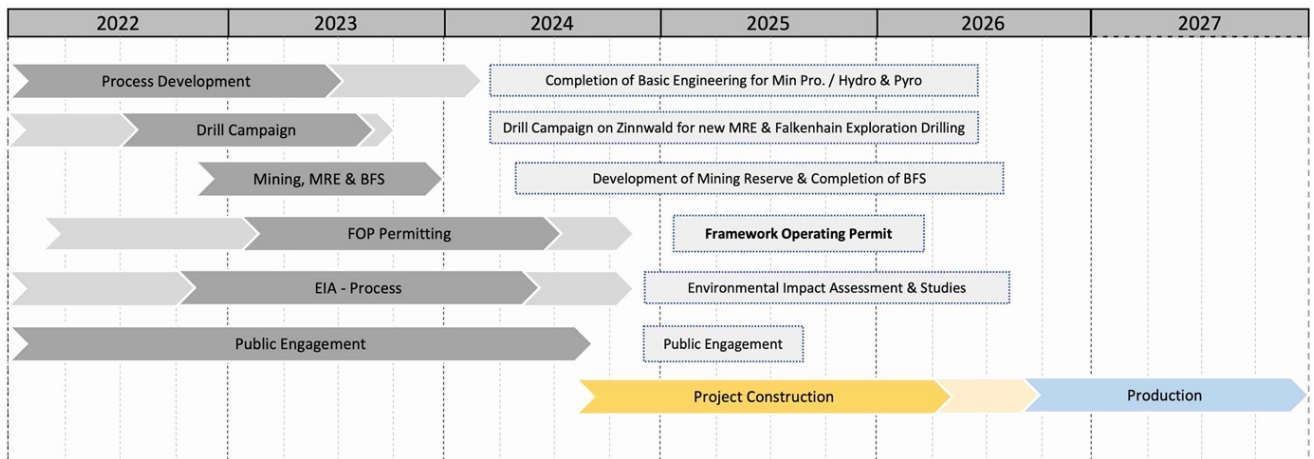 2022 2023 2024 2025 2026 2027
Process Development Completion of Basic Engineering for Min Pro. / Hydro & Pyro
Drill Campaign Drill Campaign on Zinnwald for new MRE & Falkenhain Exploration Drilling
Mining, MRE & BFS Development of Mining Reserve & Completion of BFS
FOP Permitting Framework Operating Permit
EIA - Process Environmental Impact Assessment & Studies
Public Engagement Public Engagement
Project Construction Production